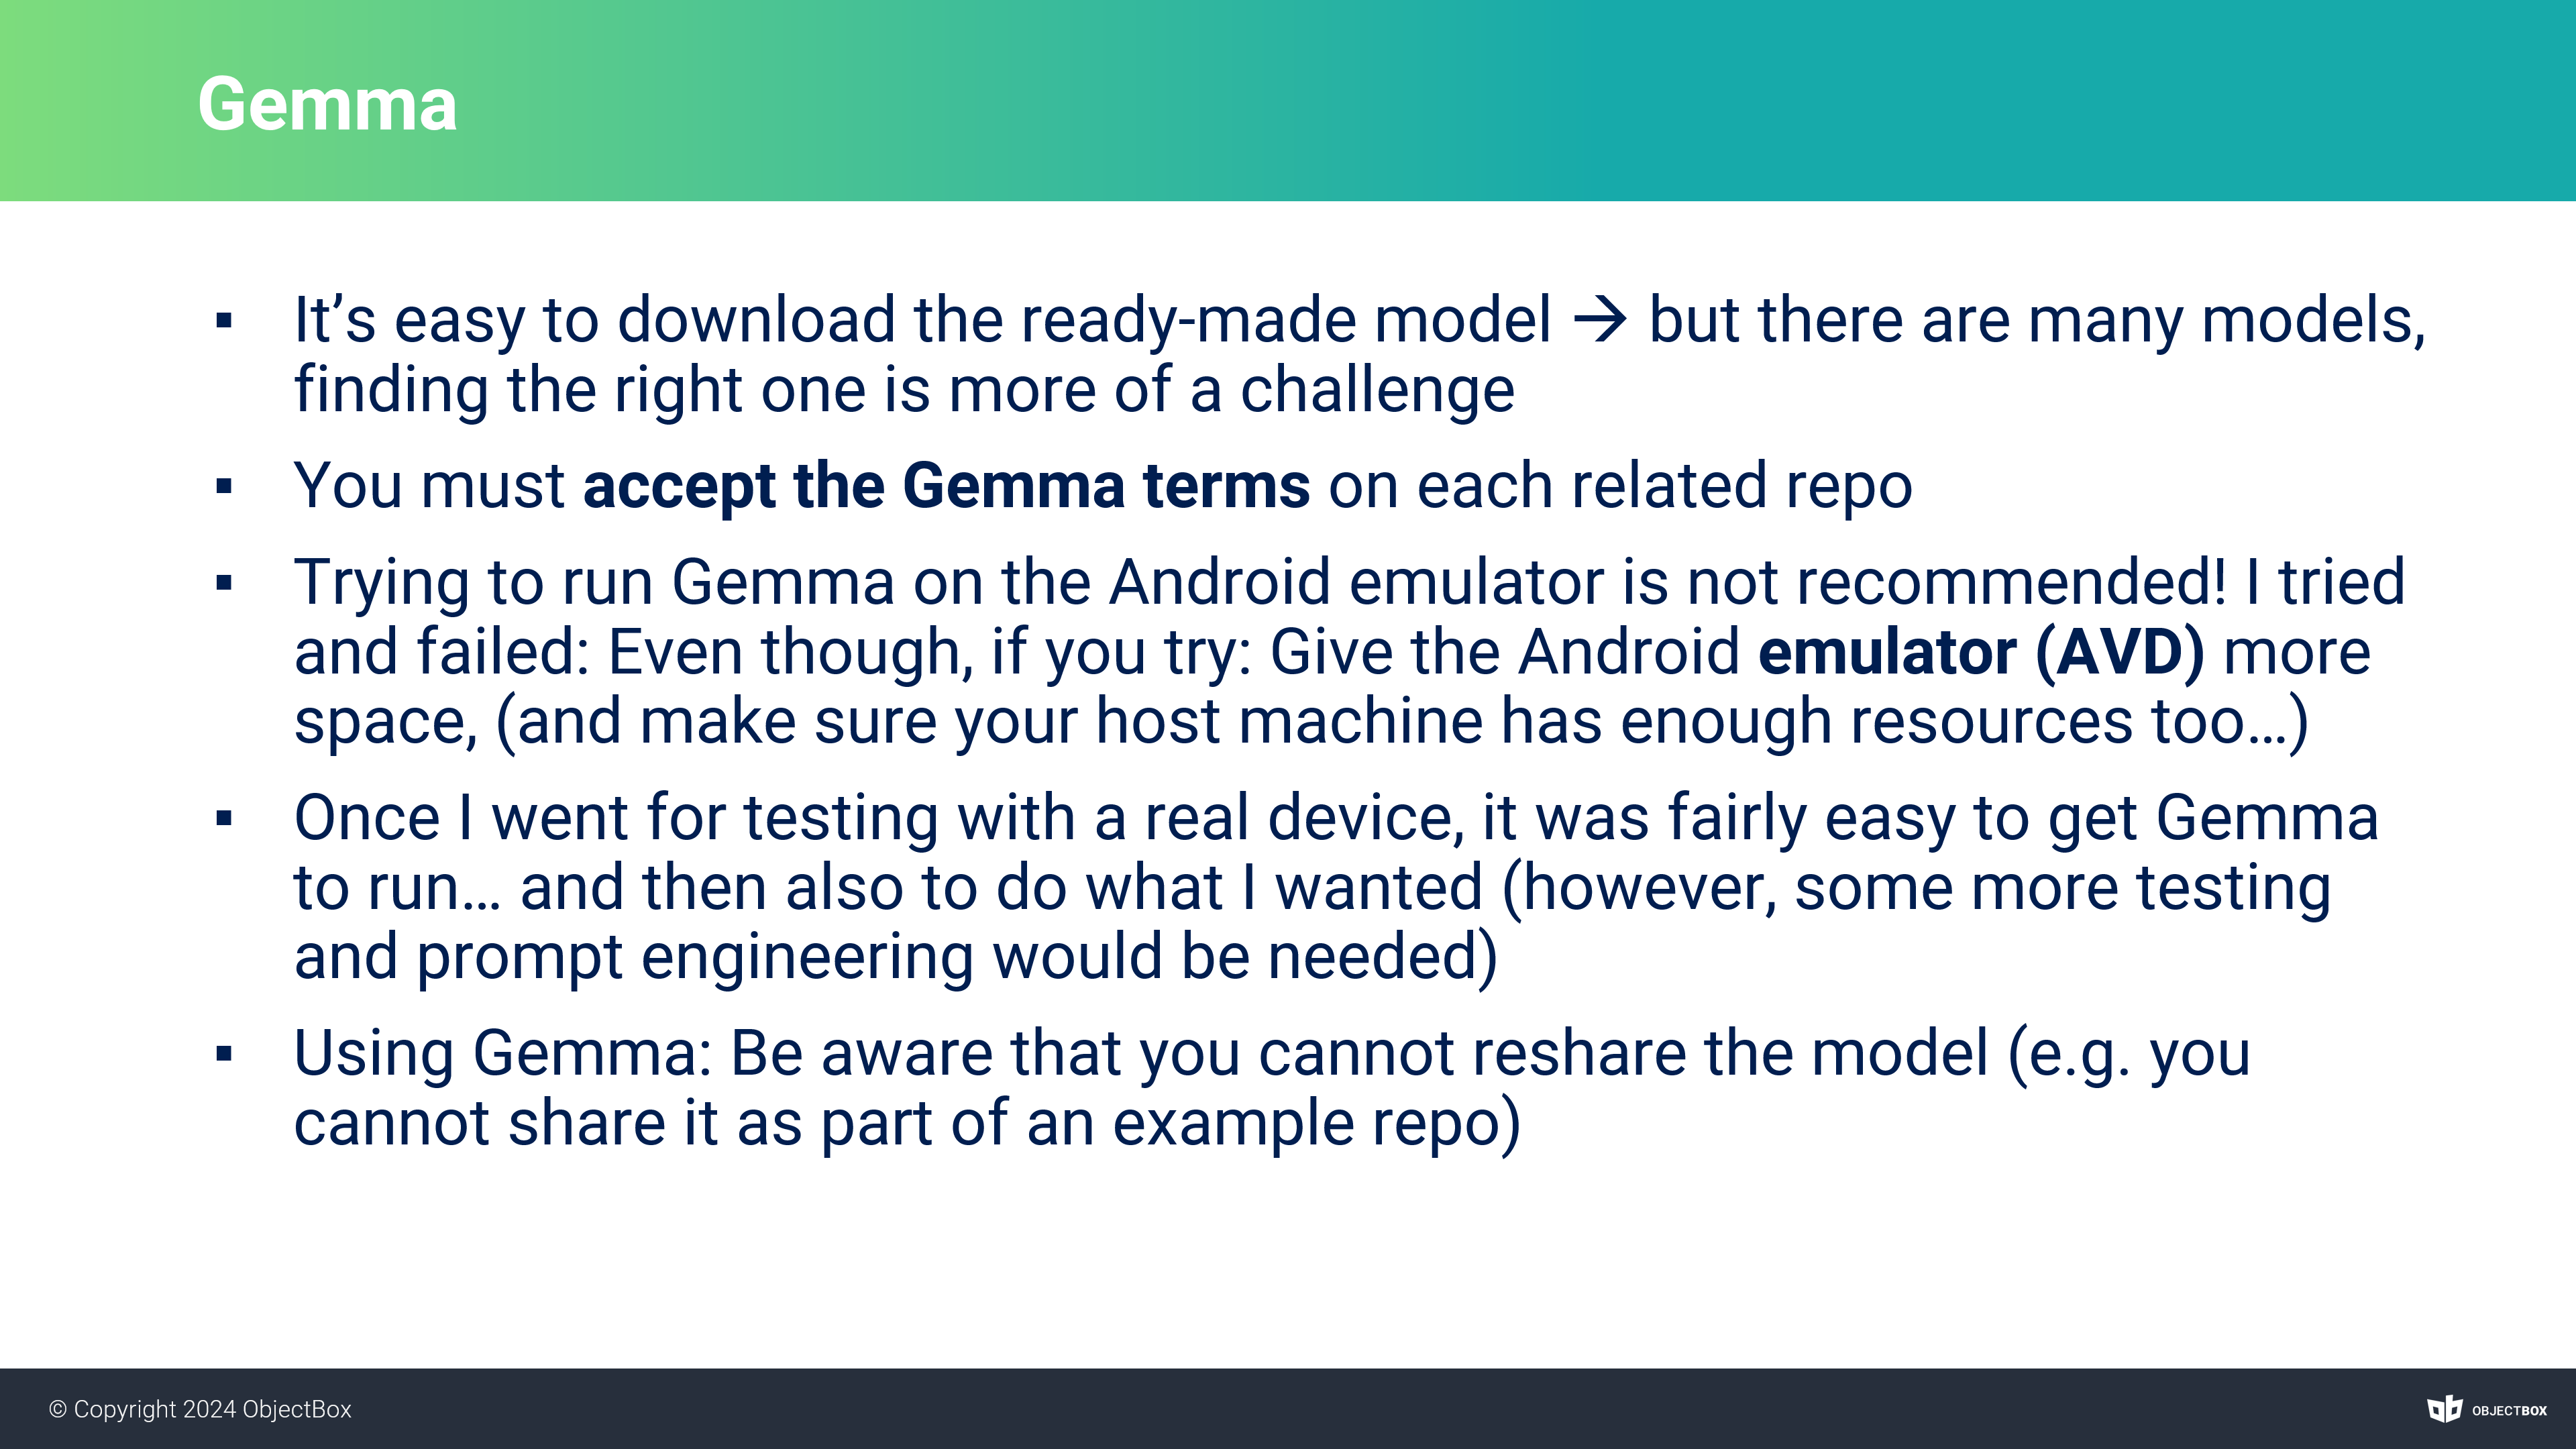 Gemma
▪ It’s easy to download the ready-made model → but there are many models,
finding the right one is more of a challenge
▪ You must accept the Gemma terms on each related repo
▪ Trying to run Gemma on the Android emulator is not recommended! I tried
and failed: Even though, if you try: Give the Android emulator (AVD) more
space, (and make sure your host machine has enough resources too…)
▪ Once I went for testing with a real device, it was fairly easy to get Gemma
to run… and then also to do what I wanted (however, some more testing
and prompt engineering would be needed)
▪ Using Gemma: Be aware that you cannot reshare the model (e.g. you
cannot share it as part of an example repo)
© Copyright 2024 ObjectBox
OBJECTBOX